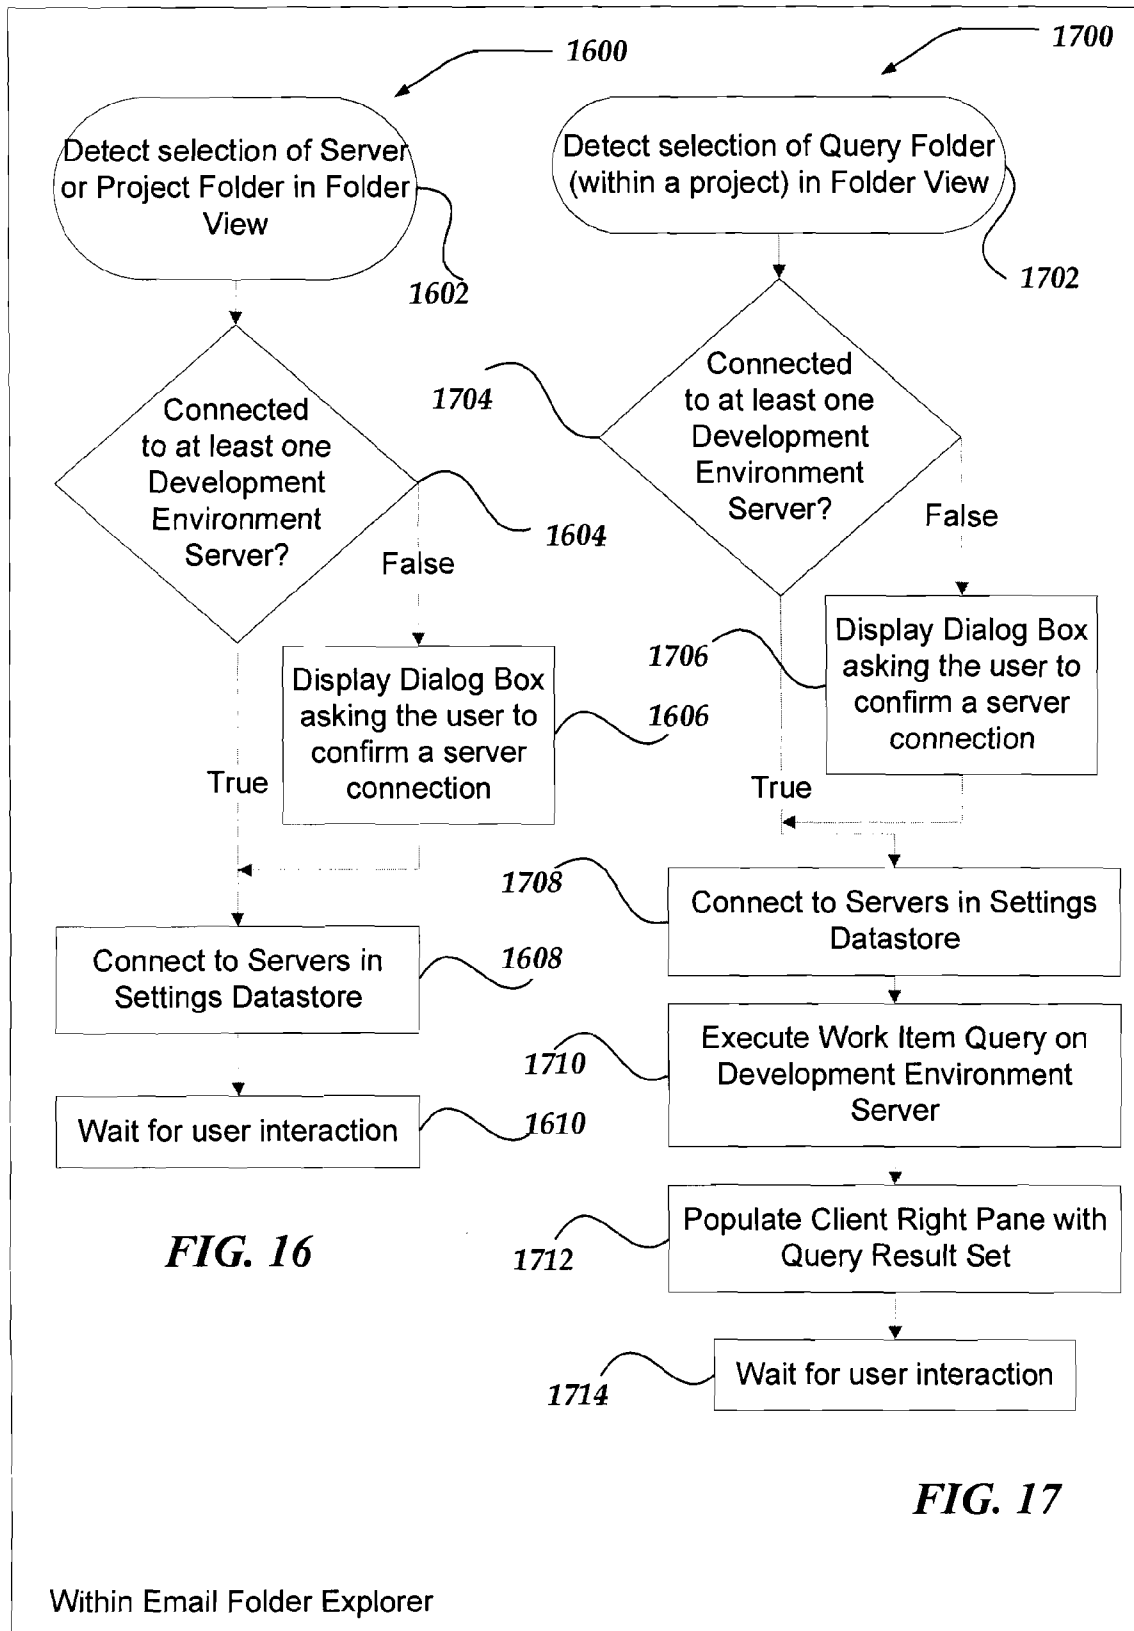 1600
Detect selection of Server
or Project Folder in Folder
View
1602
Connected
to at least one
Development
Environment
Server?
1604
False
Display Dialog Box
asking the user to
confirm a server
connection
1606
True
Connect to Servers in
Settings Datastore
1608
Wait for user interaction
1610
FIG. 16
1700
Detect selection of Query Folder
(within a project) in Folder View
1702
Connected
to at least one
Development
Environment
Server?
1704
False
Display Dialog Box
asking the user to
confirm a server
connection
1706
True
Connect to Servers in Settings
Datastore
1708
Execute Work Item Query on
Development Environment
Server
1710
Populate Client Right Pane with
Query Result Set
1712
Wait for user interaction
1714
FIG. 17
Within Email Folder Explorer